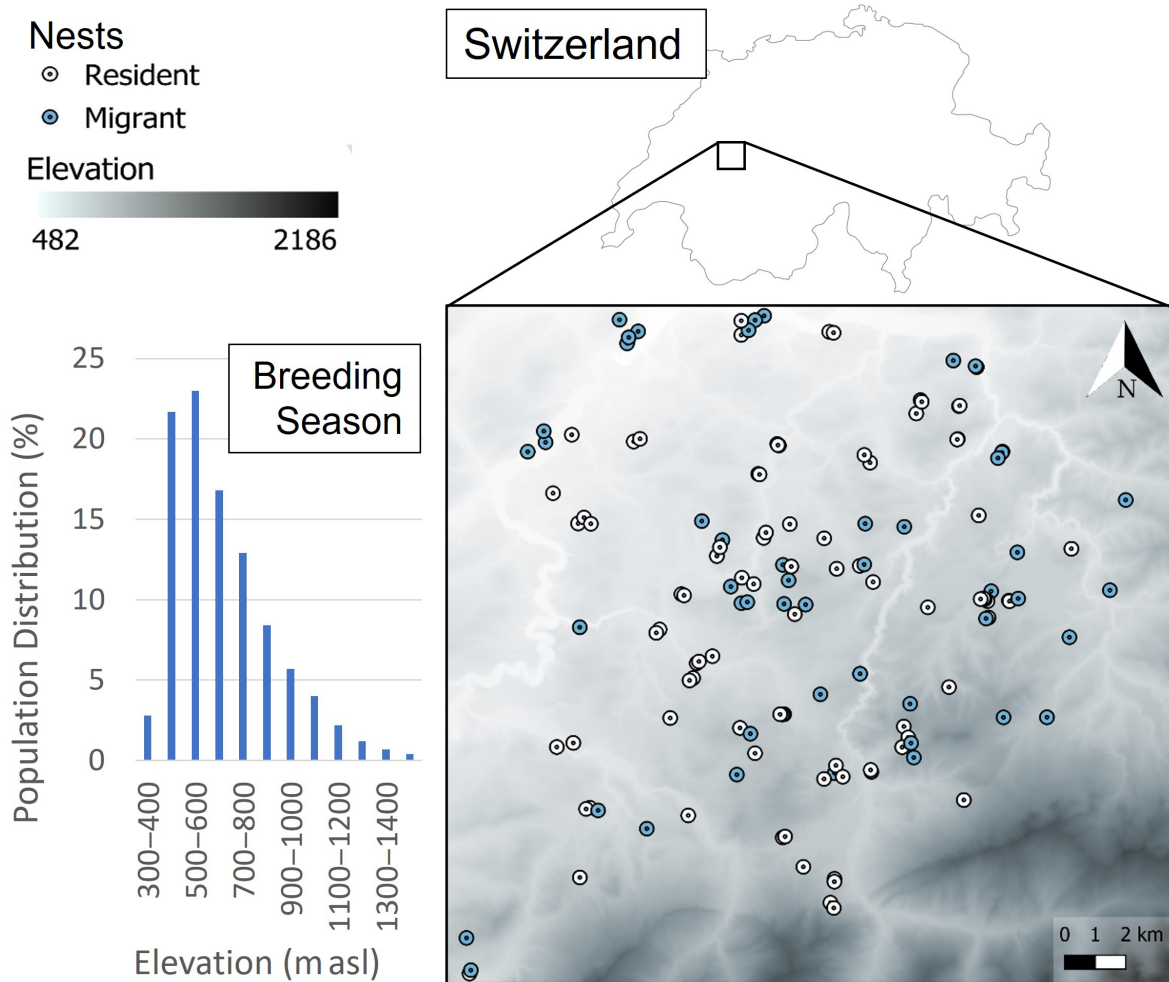 Nests
Resident
Migrant
Elevation
482 2186
Switzerland
N
0 1 2 km
Breeding
Season
Population Distribution (%)
25
20
15
10
5
0
300–400
500–600
700–800
900–1000
1100–1200
1300–1400
Elevation (m asl)